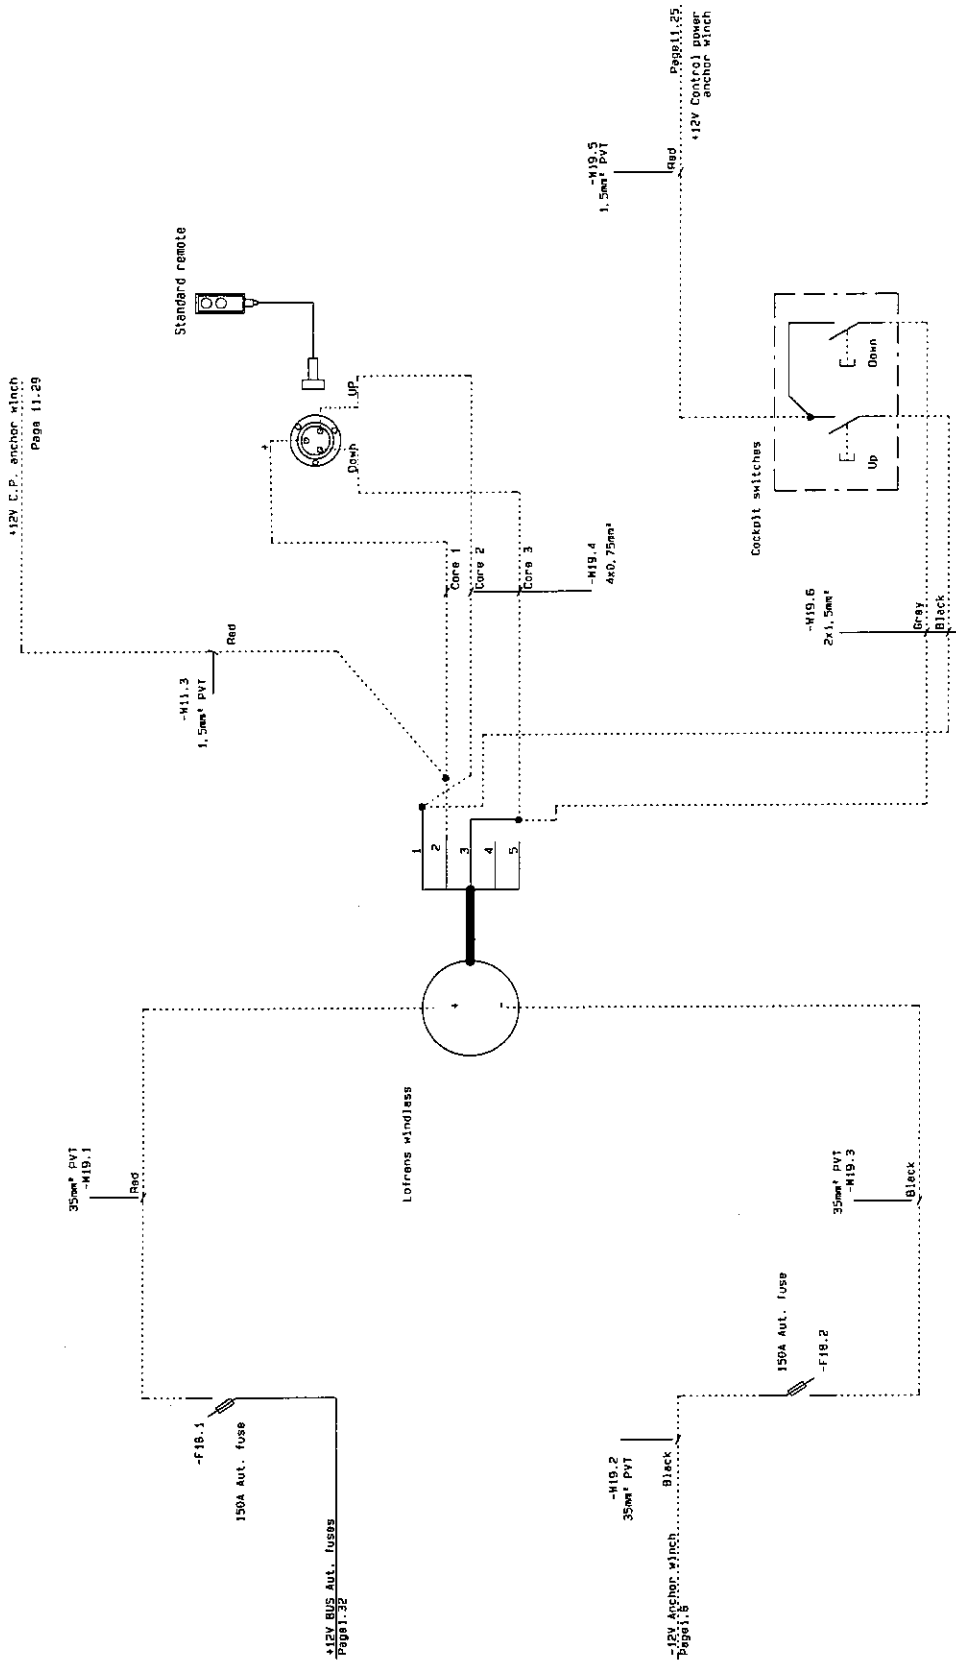 +12V C.P. anchor winch
Page 11.29
Standard remote
-W11.3
1,5mm² PVT
Red
+
UP
Down
Core 1
Core 2
Core 3
-W19.4
4x0,75mm²
-W19.5
1,5mm² PVT
Red
Page11.25
+12V Control power
anchor winch
Cockpit switches
Up
Down
-W19.6
2x1,5mm²
Gray
Black
1
2
3
4
5
+
-
Lofrans windlass
35mm² PVT
-W19.1
Red
-F18.1
150A Aut. fuse
+12V BUS Aut. fuses
Page1.32
35mm² PVT
-W19.3
Black
150A Aut. fuse
-F18.2
-W19.2
35mm² PVT
Black
-12V Anchor winch
Page1.6